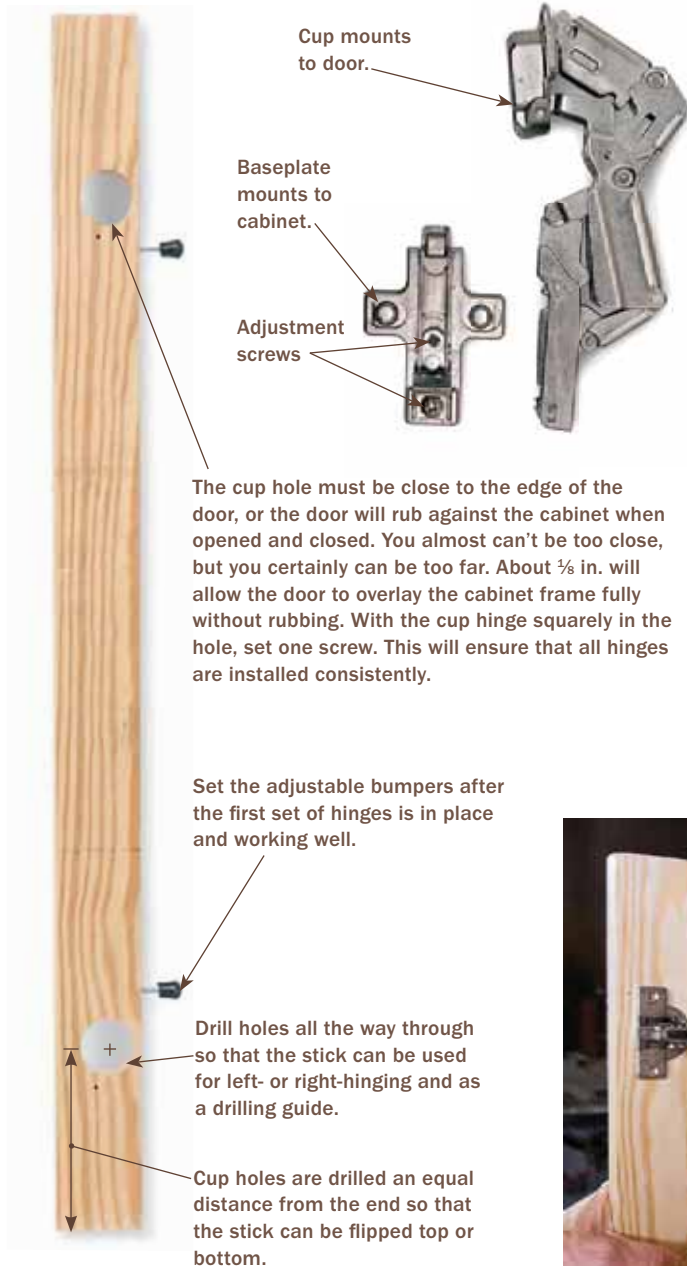 Cup mounts
to door.
Baseplate
mounts to
cabinet.
Adjustment
screws
The cup hole must be close to the edge of the
door, or the door will rub against the cabinet when
opened and closed. You almost can’t be too close,
but you certainly can be too far. About ⅛ in. will
allow the door to overlay the cabinet frame fully
without rubbing. With the cup hinge squarely in the
hole, set one screw. This will ensure that all hinges
are installed consistently.
Set the adjustable bumpers after
the first set of hinges is in place
and working well.
Drill holes all the way through
so that the stick can be used
for left- or right-hinging and as
a drilling guide.
Cup holes are drilled an equal
distance from the end so that
the stick can be flipped top or
bottom.